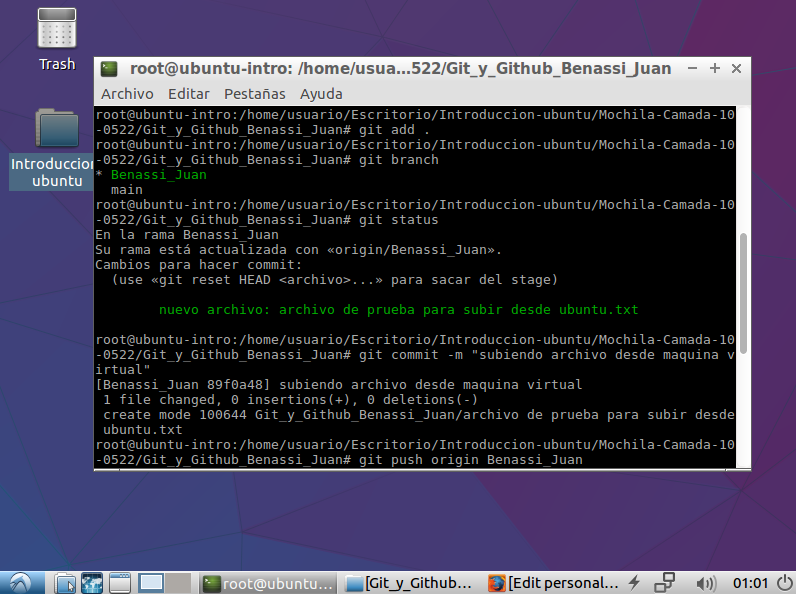 Trash
Introduccion
ubuntu
root@ubuntu-intro: /home/usua...522/Git_y_Github_Benassi_Juan
Archivo Editar Pestañas Ayuda
root@ubuntu-intro:/home/usuario/Escritorio/Introduccion-ubuntu/Mochila-Camada-10
-0522/Git_y_Github_Benassi_Juan# git add .
root@ubuntu-intro:/home/usuario/Escritorio/Introduccion-ubuntu/Mochila-Camada-10
-0522/Git_y_Github_Benassi_Juan# git branch
* Benassi_Juan
main
root@ubuntu-intro:/home/usuario/Escritorio/Introduccion-ubuntu/Mochila-Camada-10
-0522/Git_y_Github_Benassi_Juan# git status
En la rama Benassi_Juan
Su rama está actualizada con «origin/Benassi_Juan».
Cambios para hacer commit:
(use «git reset HEAD <archivo>...» para sacar del stage)
nuevo archivo: archivo de prueba para subir desde ubuntu.txt
root@ubuntu-intro:/home/usuario/Escritorio/Introduccion-ubuntu/Mochila-Camada-10
-0522/Git_y_Github_Benassi_Juan# git commit -m "subiendo archivo desde maquina v
irtual"
[Benassi_Juan 89f0a48] subiendo archivo desde maquina virtual
1 file changed, 0 insertions(+), 0 deletions(-)
create mode 100644 Git_y_Github_Benassi_Juan/archivo de prueba para subir desde
ubuntu.txt
root@ubuntu-intro:/home/usuario/Escritorio/Introduccion-ubuntu/Mochila-Camada-10
-0522/Git_y_Github_Benassi_Juan# git push origin Benassi_Juan
root@ubuntu... [Git_y_Github... [Edit personal... 01:01